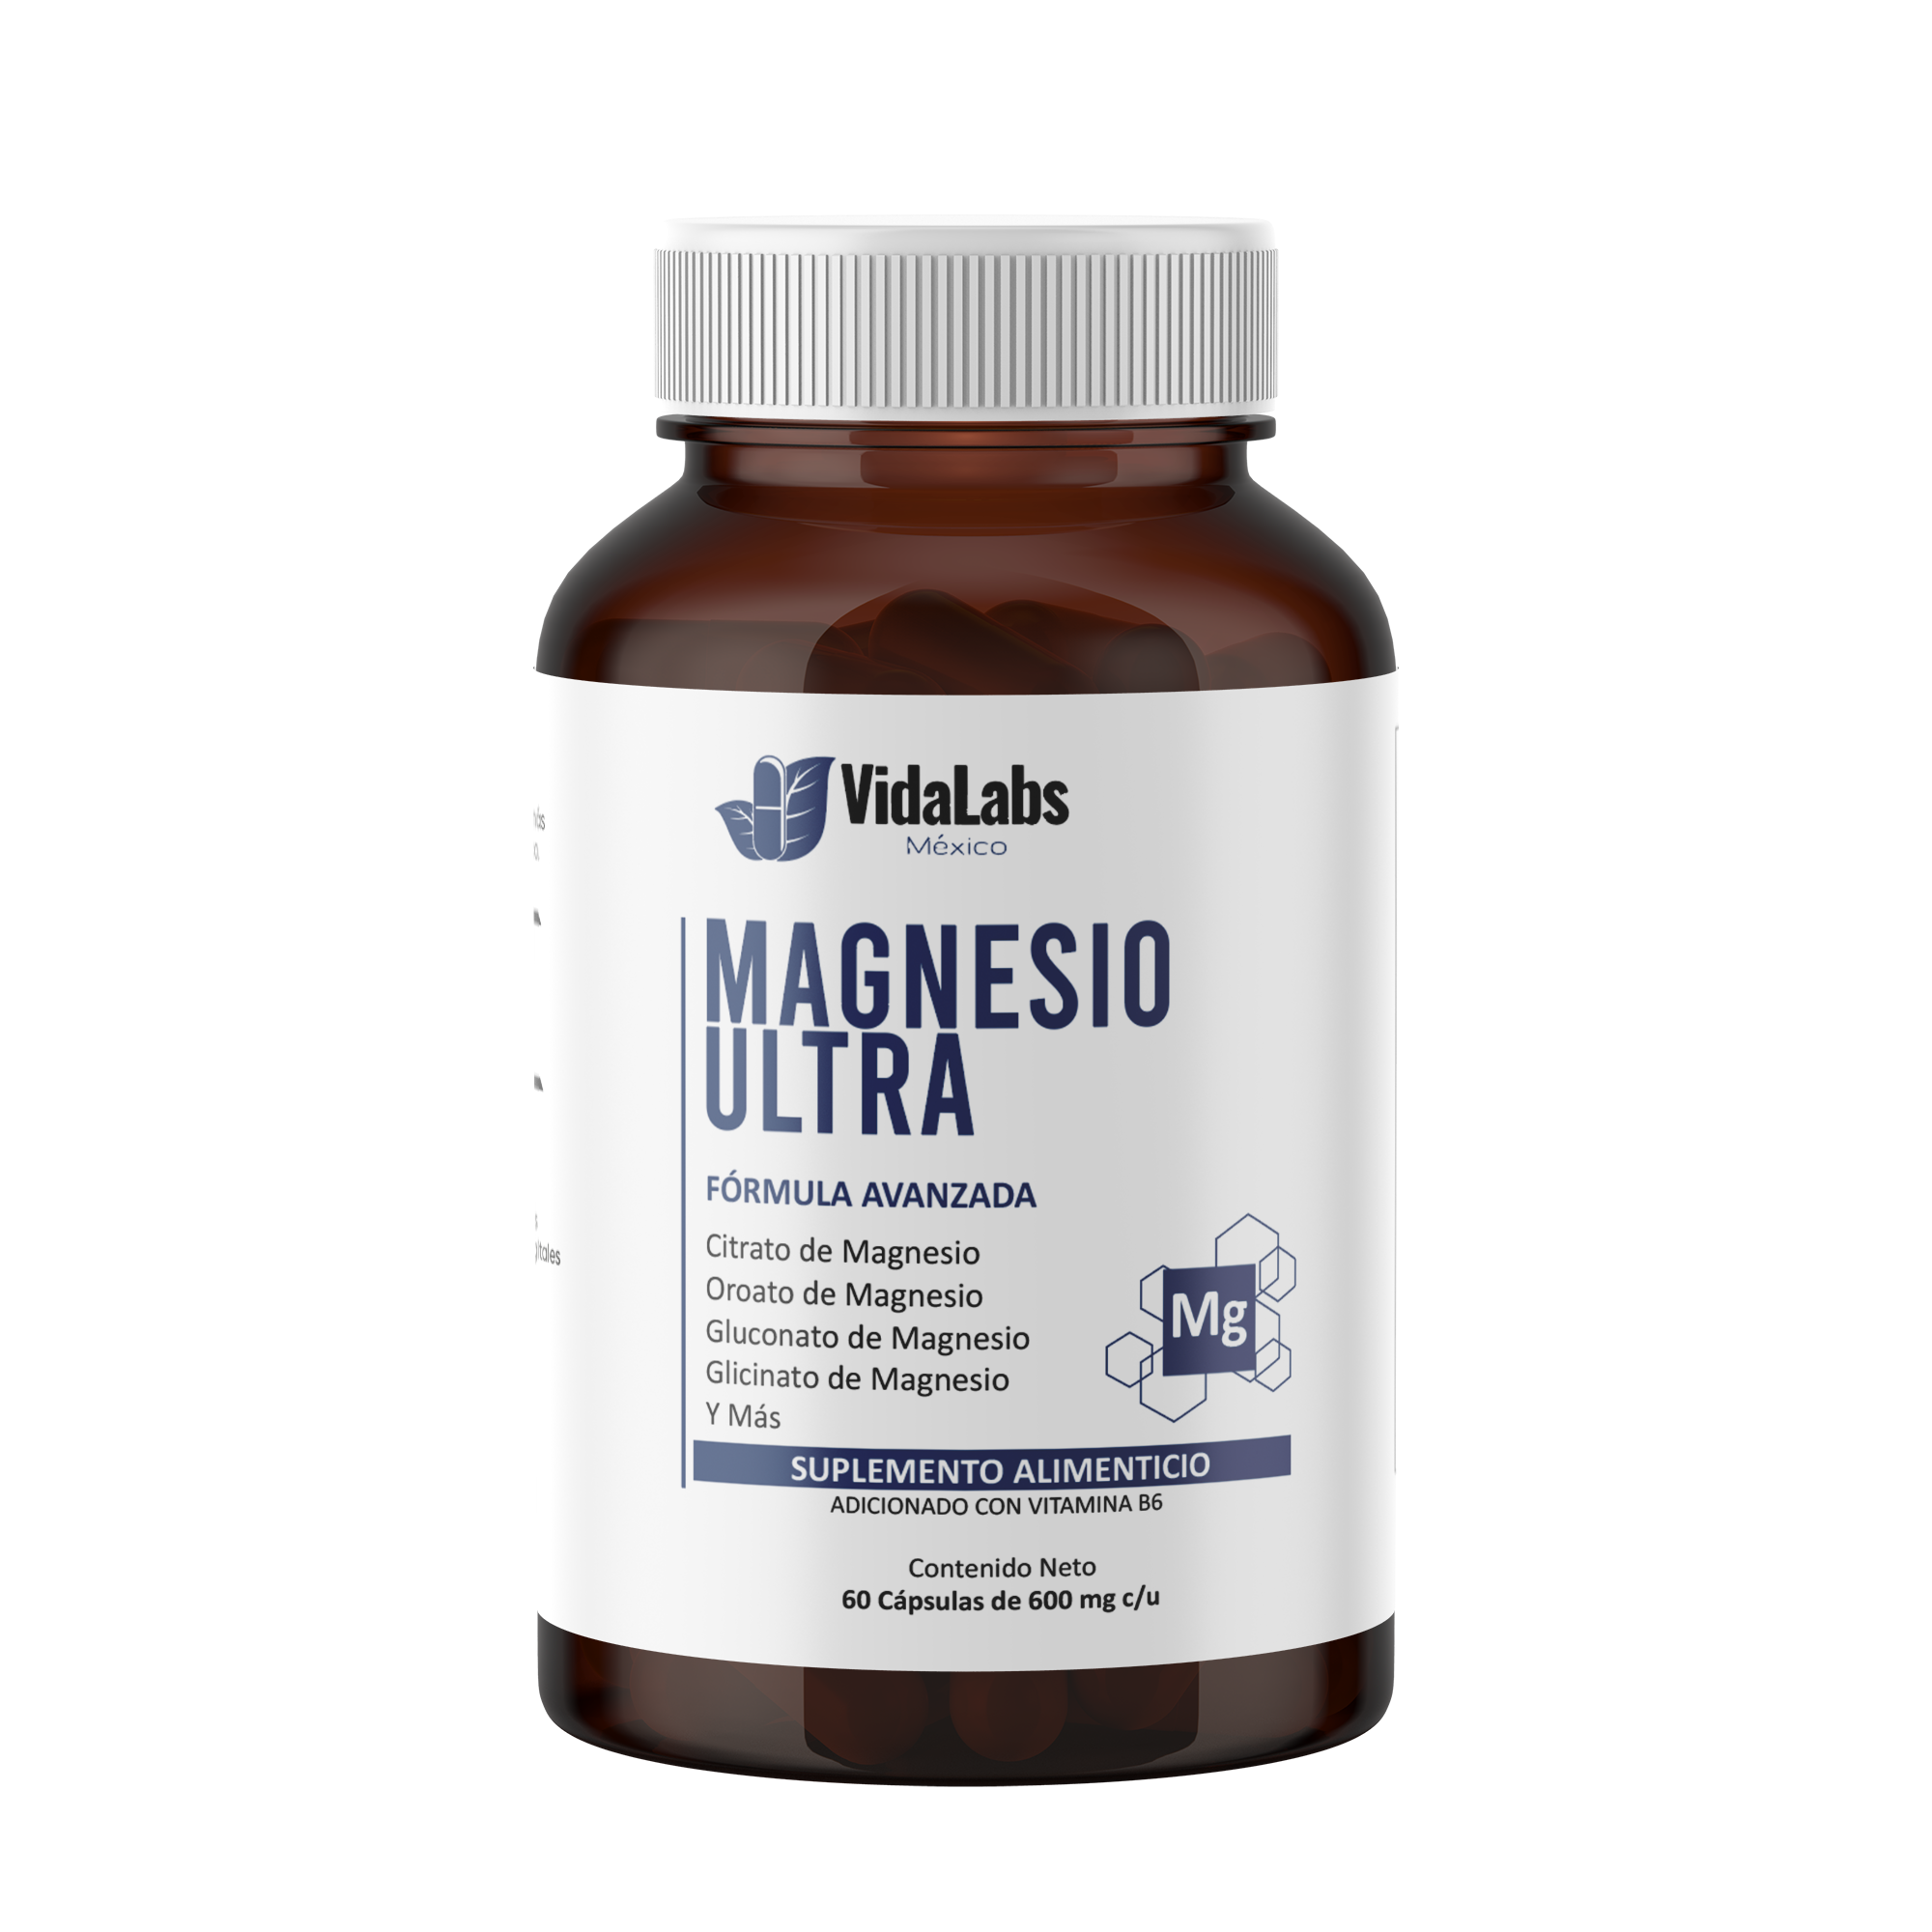 VidaLabs
México
MAGNESIO
ULTRA
FÓRMULA AVANZADA
Citrato de Magnesio
Oroato de Magnesio
Gluconato de Magnesio
Glicinato de Magnesio
Y Más
Mg
SUPLEMENTO ALIMENTICIO
ADICIONADO CON VITAMINA B6
Contenido Neto
60 Cápsulas de 600 mg c/u